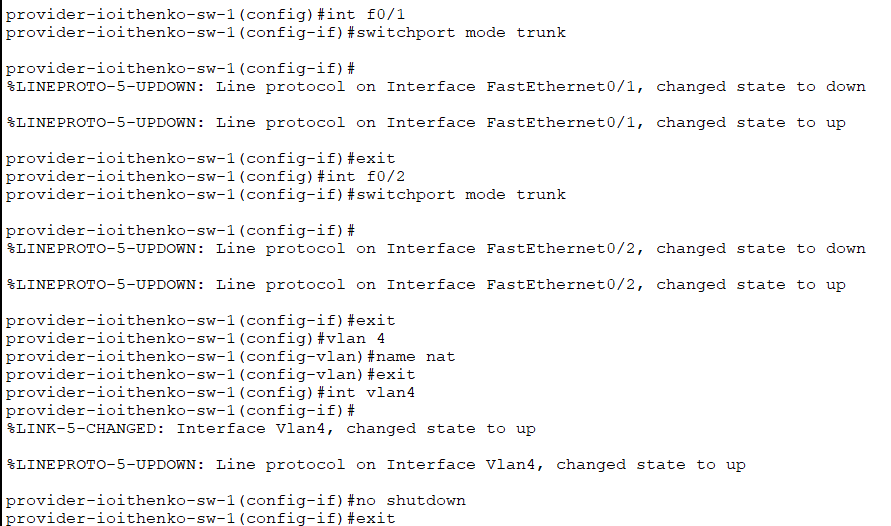 provider-ioithenko-sw-1(config)#int f0/1
provider-ioithenko-sw-1(config-if)#switchport mode trunk
provider-ioithenko-sw-1(config-if)#
%LINEPROTO-5-UPDOWN: Line protocol on Interface FastEthernet0/1, changed state to down
%LINEPROTO-5-UPDOWN: Line protocol on Interface FastEthernet0/1, changed state to up
provider-ioithenko-sw-1(config-if)#exit
provider-ioithenko-sw-1(config)#int f0/2
provider-ioithenko-sw-1(config-if)#switchport mode trunk
provider-ioithenko-sw-1(config-if)#
%LINEPROTO-5-UPDOWN: Line protocol on Interface FastEthernet0/2, changed state to down
%LINEPROTO-5-UPDOWN: Line protocol on Interface FastEthernet0/2, changed state to up
provider-ioithenko-sw-1(config-if)#exit
provider-ioithenko-sw-1(config)#vlan 4
provider-ioithenko-sw-1(config-vlan)#name nat
provider-ioithenko-sw-1(config-vlan)#exit
provider-ioithenko-sw-1(config)#int vlan4
provider-ioithenko-sw-1(config-if)#
%LINK-5-CHANGED: Interface Vlan4, changed state to up
%LINEPROTO-5-UPDOWN: Line protocol on Interface Vlan4, changed state to up
provider-ioithenko-sw-1(config-if)#no shutdown
provider-ioithenko-sw-1(config-if)#exit